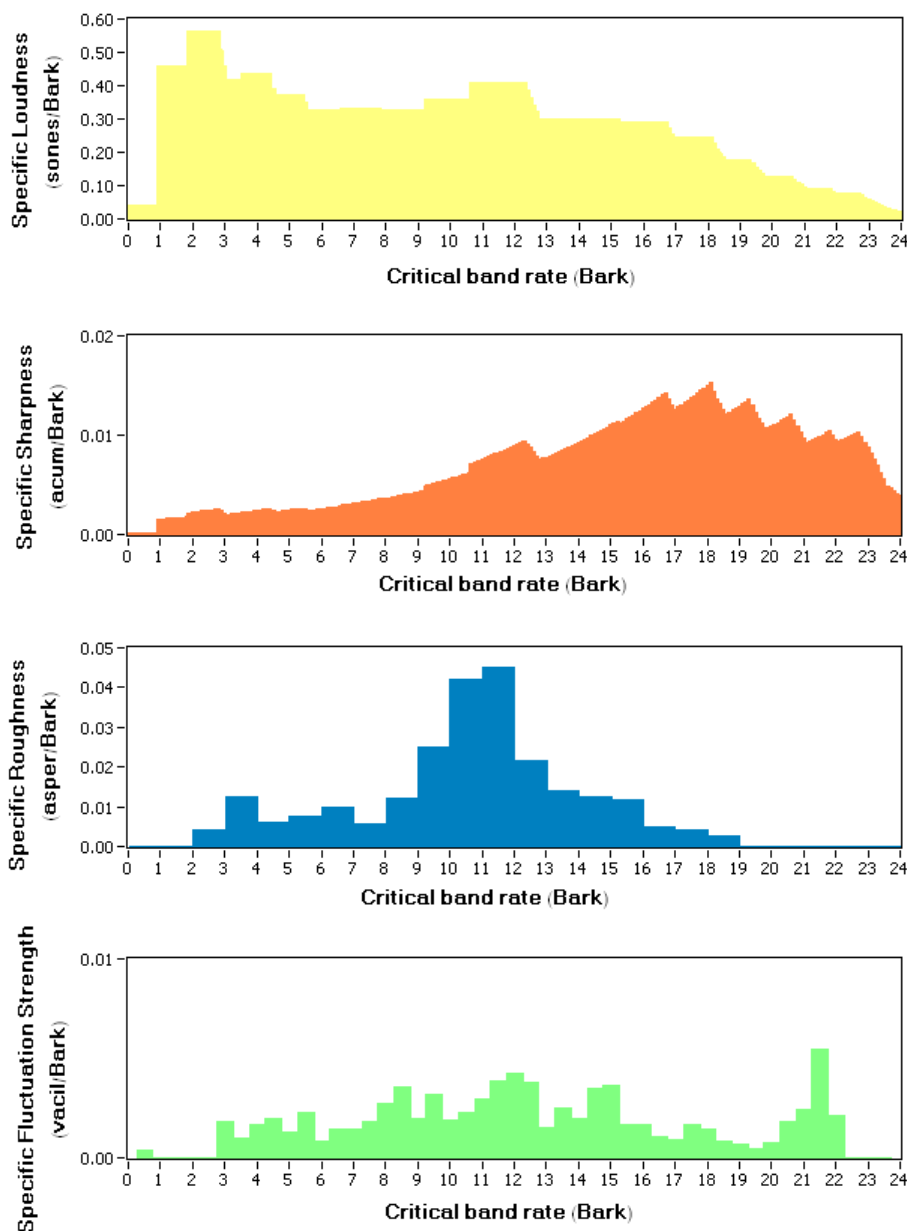 Specific Loudness
(sones/Bark)
0.60
0.50
0.40
0.30
0.20
0.10
0.00
0 1 2 3 4 5 6 7 8 9 10 11 12 13 14 15 16 17 18 19 20 21 22 23 24
Critical band rate (Bark)
Specific Sharpness
(acum/Bark)
0.02
0.01
0.00
0 1 2 3 4 5 6 7 8 9 10 11 12 13 14 15 16 17 18 19 20 21 22 23 24
Critical band rate (Bark)
Specific Roughness
(asper/Bark)
0.05
0.04
0.03
0.02
0.01
0.00
0 1 2 3 4 5 6 7 8 9 10 11 12 13 14 15 16 17 18 19 20 21 22 23 24
Critical band rate (Bark)
Specific Fluctuation Strength
(vacil/Bark)
0.01
0.00
0 1 2 3 4 5 6 7 8 9 10 11 12 13 14 15 16 17 18 19 20 21 22 23 24
Critical band rate (Bark)